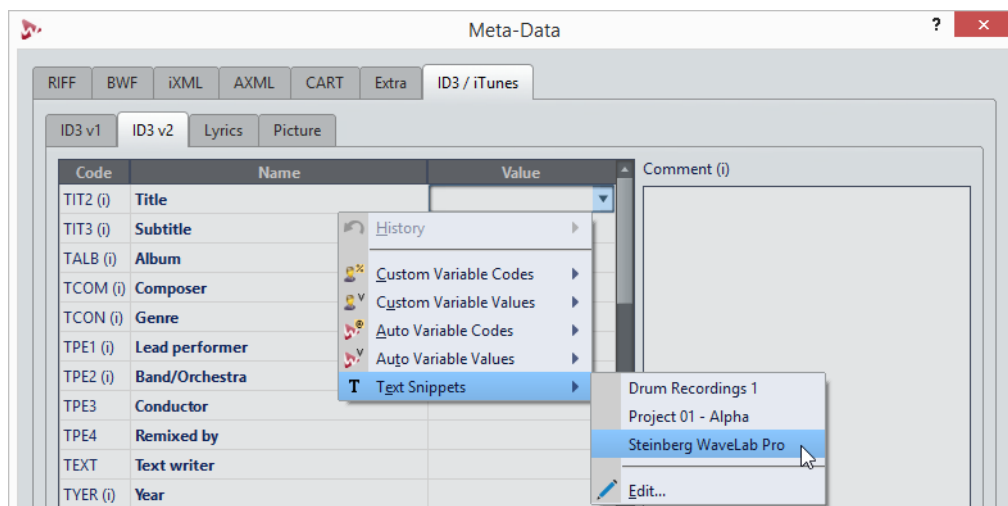 Meta-Data ?
RIFF BWF iXML AXML CART Extra ID3 / iTunes
ID3 v1 ID3 v2 Lyrics Picture
Code Name Value Comment (i)
TIT2 (i) Title
TIT3 (i) Subtitle
TALB (i) Album
TCOM (i) Composer
TCON (i) Genre
TPE1 (i) Lead performer
TPE2 (i) Band/Orchestra
TPE3 Conductor
TPE4 Remixed by
TEXT Text writer
TYER (i) Year
History
Custom Variable Codes
Custom Variable Values
Auto Variable Codes
Auto Variable Values
T Text Snippets
Drum Recordings 1
Project 01 - Alpha
Steinberg WaveLab Pro
Edit...